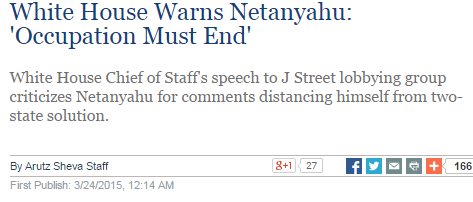 White House Warns Netanyahu:
'Occupation Must End'
White House Chief of Staff's speech to J Street lobbying group
criticizes Netanyahu for comments distancing himself from two-
state solution.
By Arutz Sheva Staff g+1 27 166
First Publish: 3/24/2015, 12:14 AM